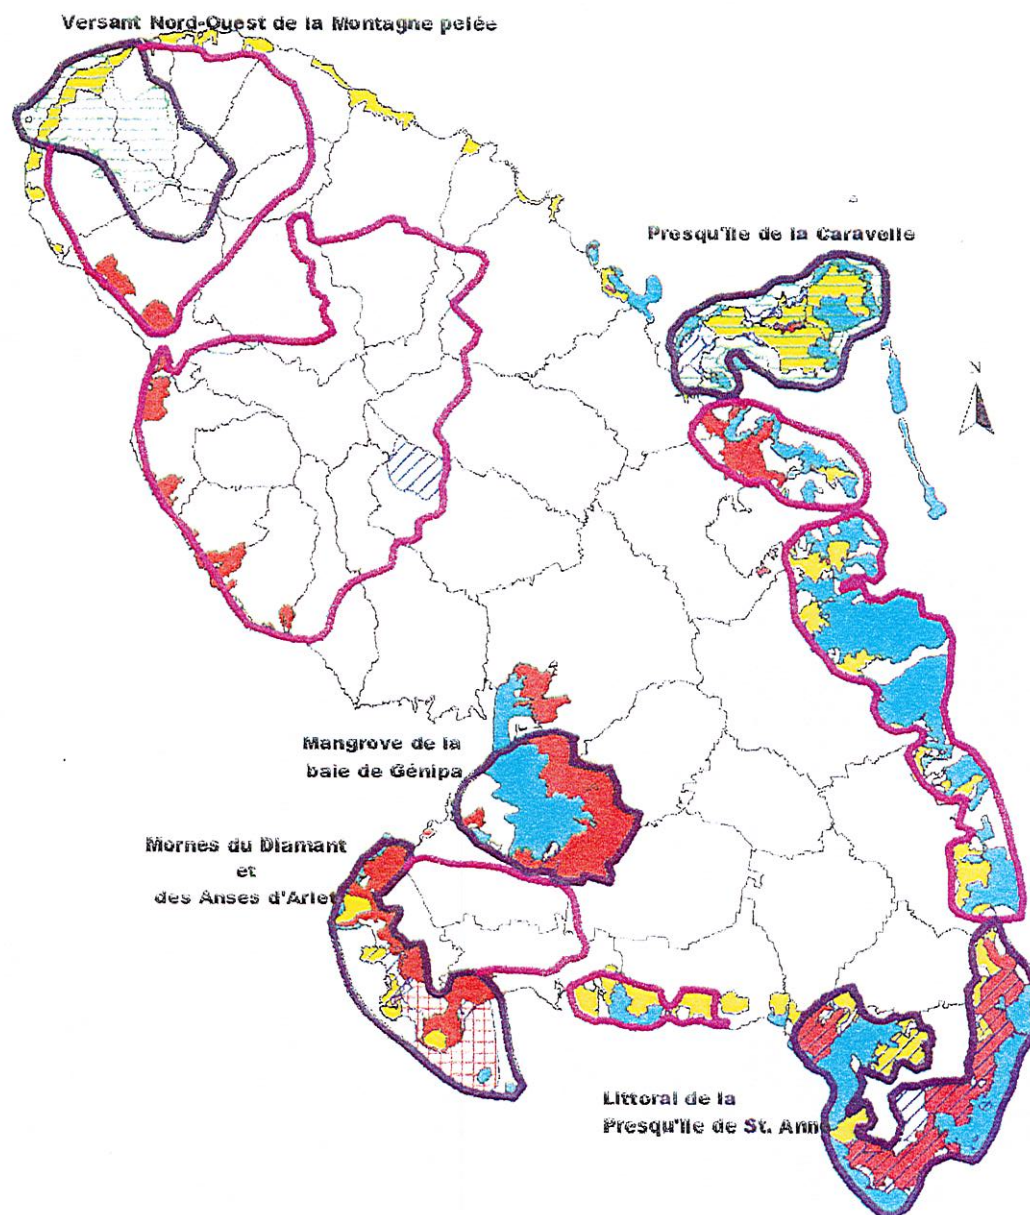 Versant Nord-Ouest de la Montagne pelée
Presqu'île de la Caravelle
N
Mangrove de la
baie de Génipa
Mornes du Diamant
et
des Anses d'Arlet
Littoral de la
Presqu'île de St. Anne